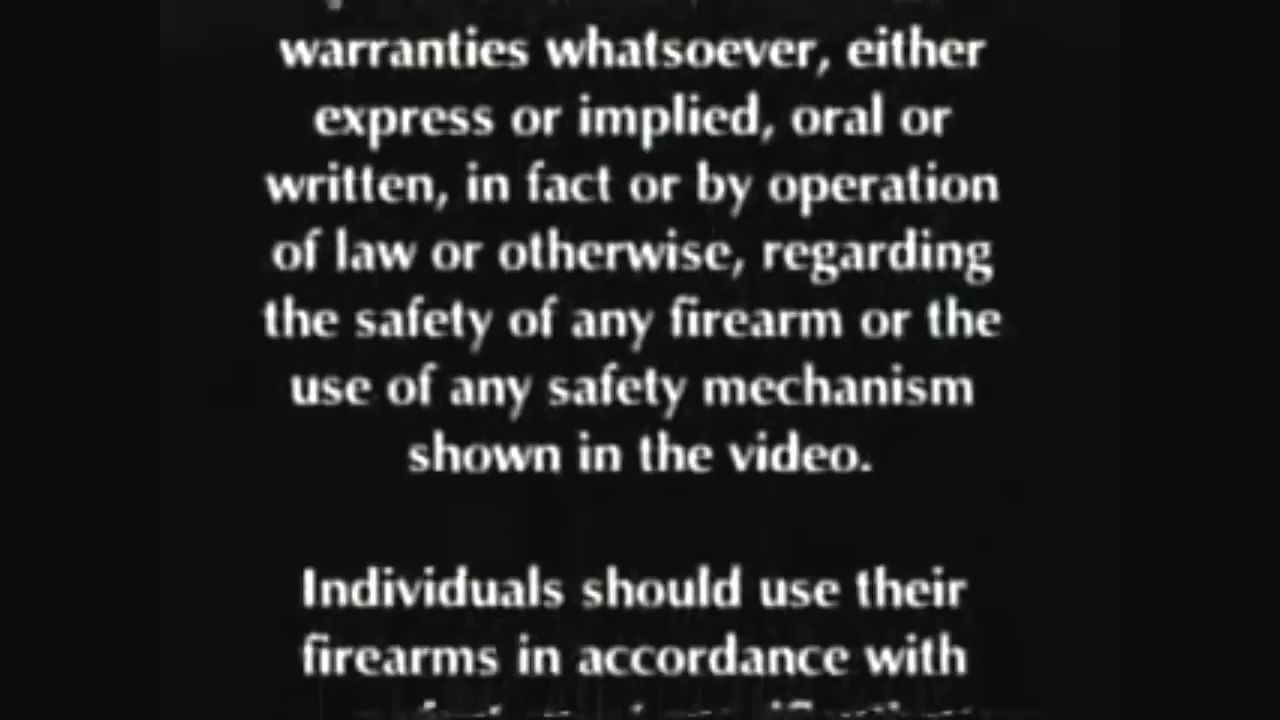 warranties whatsoever, either
express or implied, oral or
written, in fact or by operation
of law or otherwise, regarding
the safety of any firearm or the
use of any safety mechanism
shown in the video.
Individuals should use their
firearms in accordance with